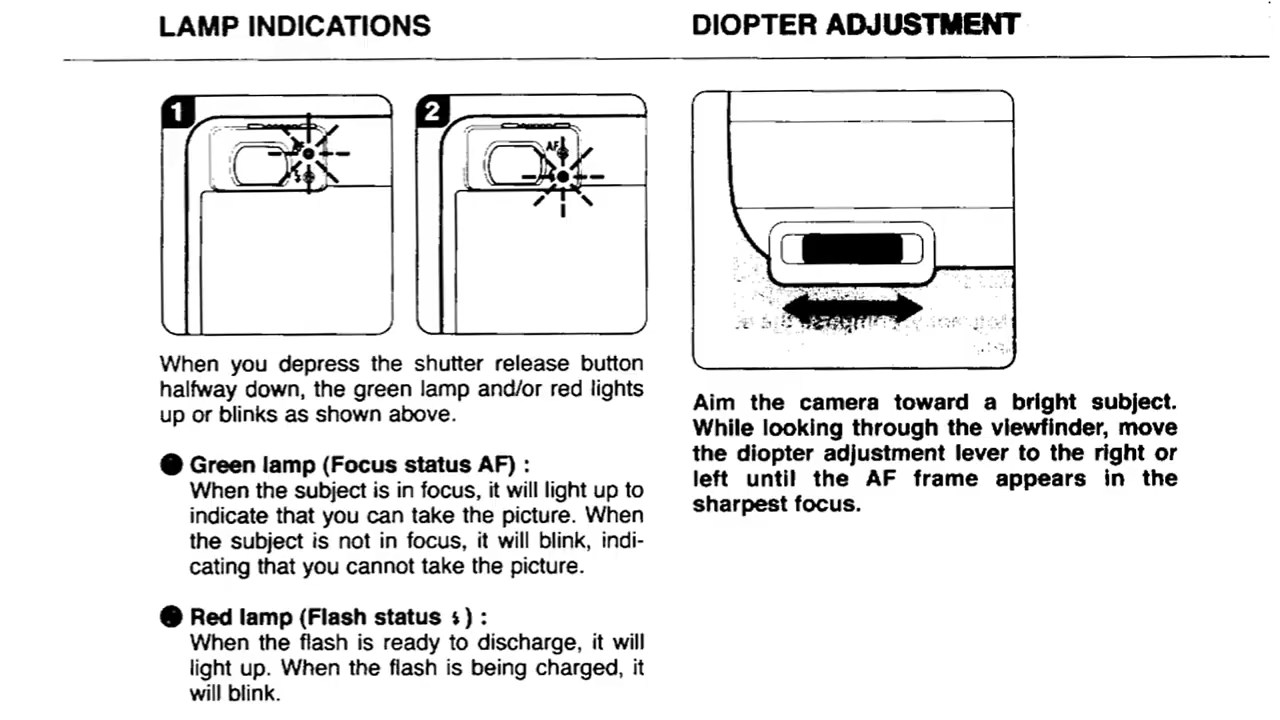 LAMP INDICATIONS
1
AF
2
AF
When you depress the shutter release button
halfway down, the green lamp and/or red lights
up or blinks as shown above.
● Green lamp (Focus status AF) :
When the subject is in focus, it will light up to
indicate that you can take the picture. When
the subject is not in focus, it will blink, indi-
cating that you cannot take the picture.
● Red lamp (Flash status ⚡) :
When the flash is ready to discharge, it will
light up. When the flash is being charged, it
will blink.
DIOPTER ADJUSTMENT
Aim the camera toward a bright subject.
While looking through the viewfinder, move
the diopter adjustment lever to the right or
left until the AF frame appears in the
sharpest focus.